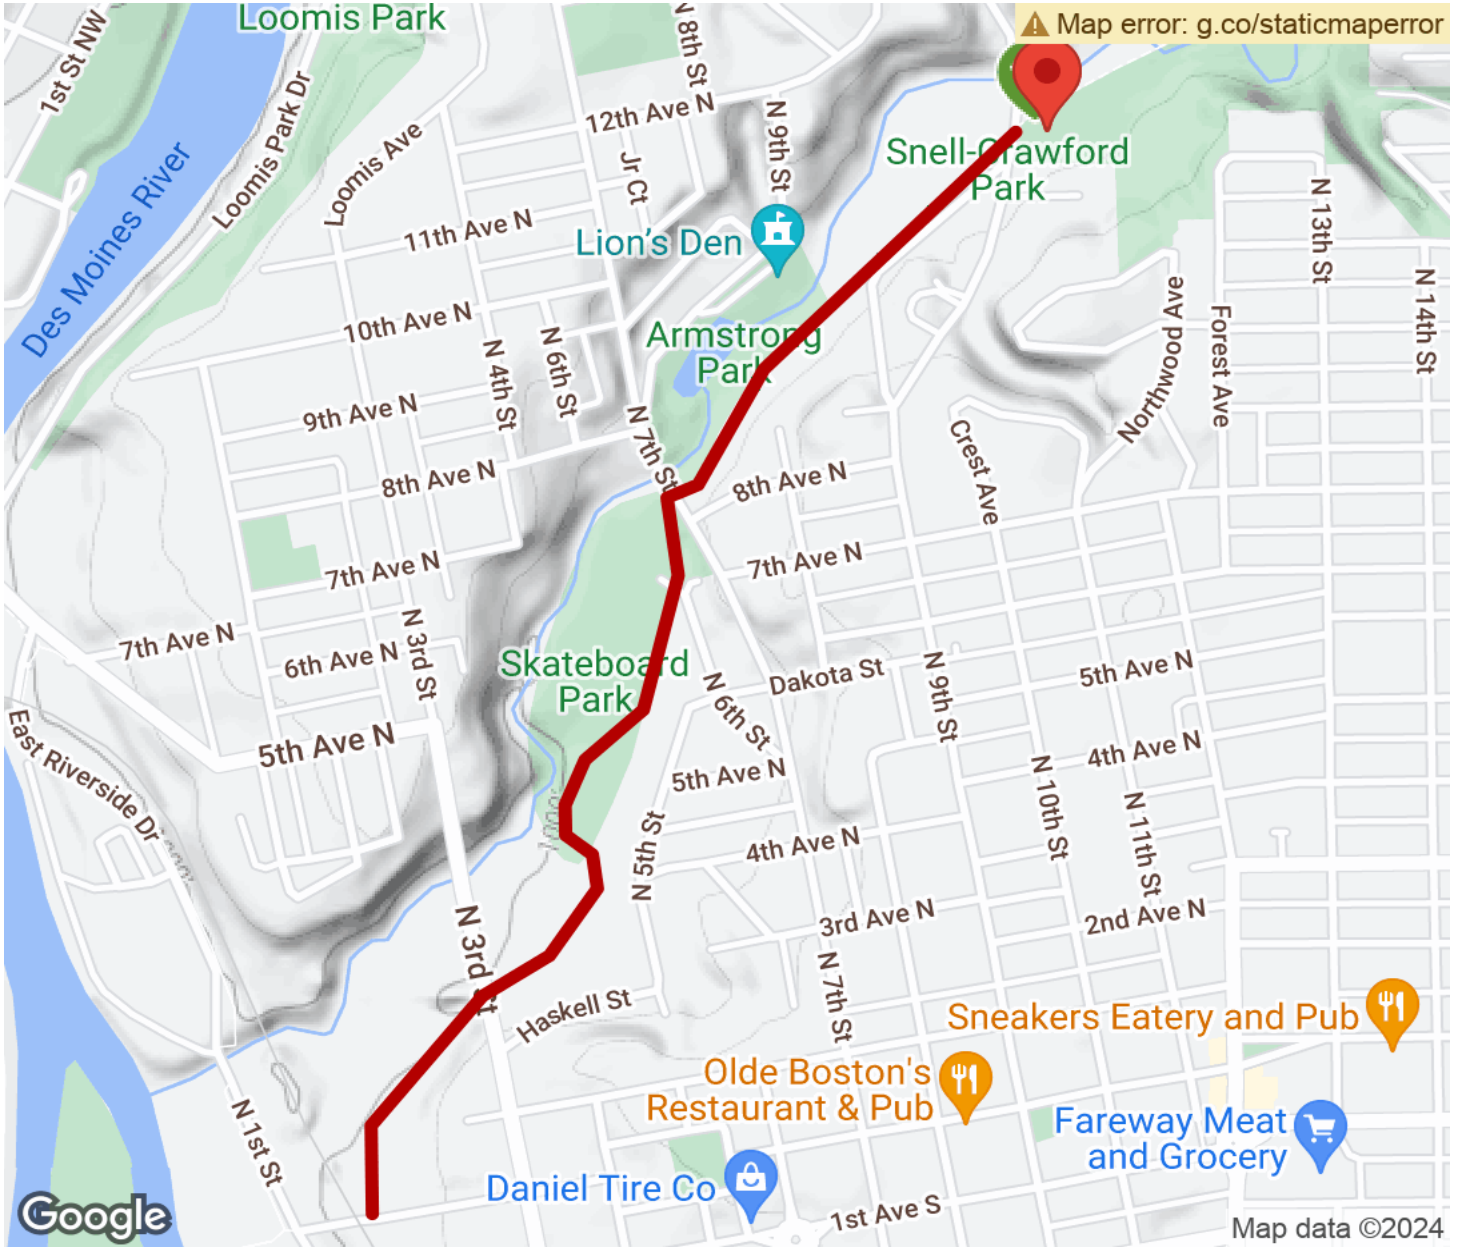 Loomis Park
Map error: g.co/staticmaperror
1st St NW
N 8th St
Loomis Park Dr
12th Ave N
N 9th St
Loomis Ave
Des Moines River
Jr Ct
Snell-Crawford
Park
N 13th St
11th Ave N
Lion's Den
N 14th St
Northwood Ave
Forest Ave
10th Ave N
Armstrong
Park
N 4th St
N 6th St
9th Ave N
N 7th St
Crest Ave
8th Ave N
8th Ave N
7th Ave N
7th Ave N
7th Ave N
6th Ave N
N 3rd St
Skateboard
Park
Dakota St
N 6th St
N 9th St
5th Ave N
East Riverside Dr
5th Ave N
5th Ave N
4th Ave N
N 10th St
N 11th St
N 5th St
4th Ave N
3rd Ave N
2nd Ave N
N 3rd St
N 7th St
Haskell St
Sneakers Eatery and Pub
Olde Boston's
Restaurant & Pub
Fareway Meat
and Grocery
N 1st St
Daniel Tire Co
1st Ave S
Google
Map data ©2024